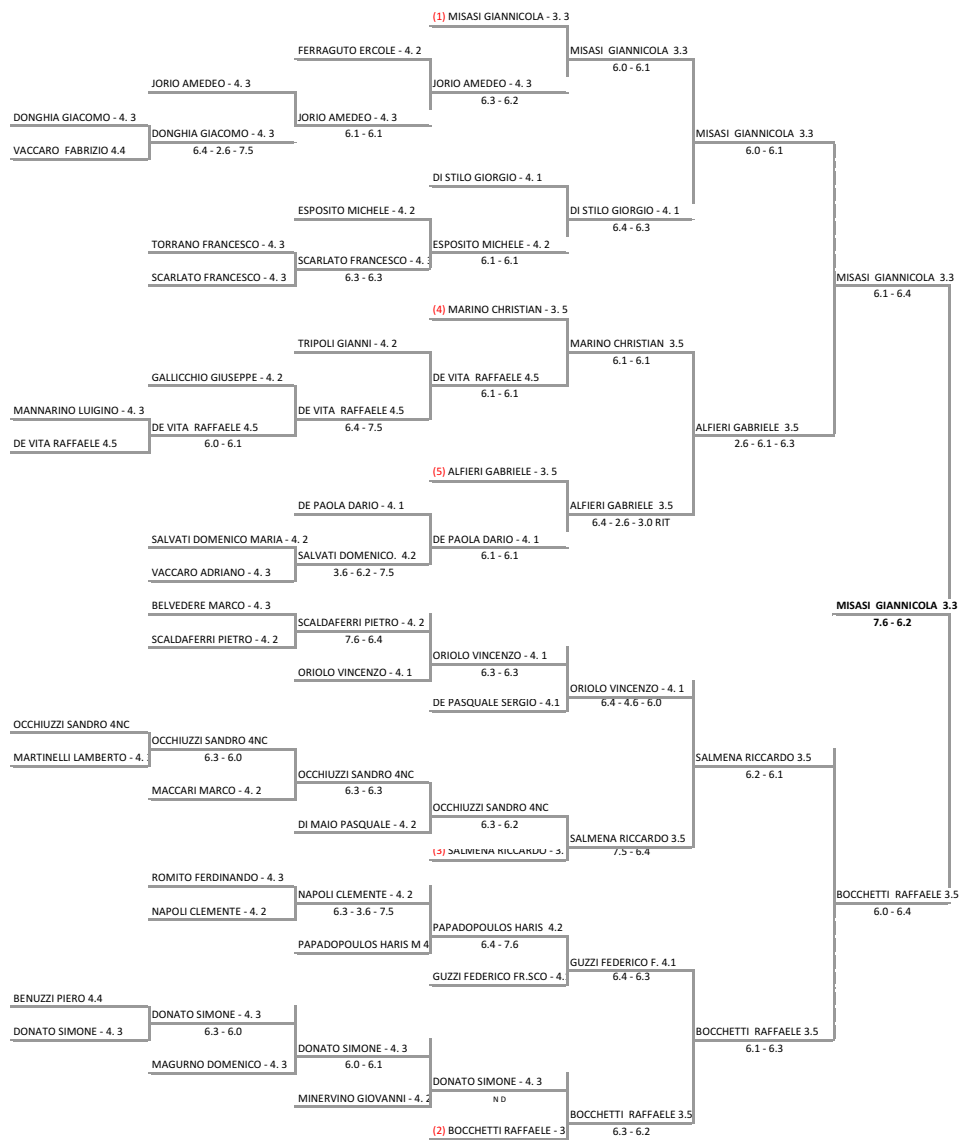 (1) MISASI GIANNICOLA - 3. 3
FERRAGUTO ERCOLE - 4. 2
MISASI  GIANNICOLA  3.3
6.0 - 6.1
JORIO AMEDEO - 4. 3
JORIO AMEDEO - 4. 3
6.3 - 6.2
DONGHIA GIACOMO - 4. 3
JORIO AMEDEO - 4. 3
6.1 - 6.1
DONGHIA GIACOMO - 4. 3
6.4 - 2.6 - 7.5
MISASI  GIANNICOLA  3.3
6.0 - 6.1
VACCARO  FABRIZIO 4.4
DI STILO GIORGIO - 4. 1
ESPOSITO MICHELE - 4. 2
DI STILO GIORGIO - 4. 1
6.4 - 6.3
TORRANO FRANCESCO - 4. 3
ESPOSITO MICHELE - 4. 2
6.1 - 6.1
SCARLATO FRANCESCO - 4.
6.3 - 6.3
SCARLATO FRANCESCO - 4. 3
MISASI  GIANNICOLA  3.3
6.1 - 6.4
(4) MARINO CHRISTIAN - 3. 5
TRIPOLI GIANNI - 4. 2
MARINO CHRISTIAN  3.5
6.1 - 6.1
GALLICCHIO GIUSEPPE - 4. 2
DE VITA  RAFFAELE 4.5
6.1 - 6.1
MANNARINO LUIGINO - 4. 3
DE VITA  RAFFAELE 4.5
6.4 - 7.5
DE VITA  RAFFAELE 4.5
6.0 - 6.1
ALFIERI GABRIELE  3.5
2.6 - 6.1 - 6.3
DE VITA RAFFAELE 4.5
(5) ALFIERI GABRIELE - 3. 5
DE PAOLA DARIO - 4. 1
ALFIERI GABRIELE  3.5
6.4 - 2.6 - 3.0 RIT
SALVATI DOMENICO MARIA - 4. 2
DE PAOLA DARIO - 4. 1
6.1 - 6.1
SALVATI DOMENICO.  4.2
3.6 - 6.2 - 7.5
VACCARO ADRIANO - 4. 3
BELVEDERE MARCO - 4. 3
MISASI  GIANNICOLA  3.3
7.6 - 6.2
SCALDAFERRI PIETRO - 4. 2
7.6 - 6.4
SCALDAFERRI PIETRO - 4. 2
ORIOLO VINCENZO - 4. 1
6.3 - 6.3
ORIOLO VINCENZO - 4. 1
ORIOLO VINCENZO - 4. 1
6.4 - 4.6 - 6.0
DE PASQUALE SERGIO - 4.1
OCCHIUZZI SANDRO 4NC
OCCHIUZZI SANDRO 4NC
6.3 - 6.0
MARTINELLI LAMBERTO - 4.
SALMENA RICCARDO 3.5
6.2 - 6.1
OCCHIUZZI SANDRO 4NC
6.3 - 6.3
MACCARI MARCO - 4. 2
OCCHIUZZI SANDRO 4NC
6.3 - 6.2
DI MAIO PASQUALE - 4. 2
SALMENA RICCARDO 3.5
7.5 - 6.4
(3) SALMENA RICCARDO - 3.
ROMITO FERDINANDO - 4. 3
NAPOLI CLEMENTE - 4. 2
6.3 - 3.6 - 7.5
BOCCHETTI  RAFFAELE 3.5
6.0 - 6.4
NAPOLI CLEMENTE - 4. 2
PAPADOPOULOS HARIS  4.2
6.4 - 7.6
PAPADOPOULOS HARIS M 4
GUZZI FEDERICO F. 4.1
6.4 - 6.3
GUZZI FEDERICO FR.SCO - 4.
BENUZZI PIERO 4.4
DONATO SIMONE - 4. 3
6.3 - 6.0
DONATO SIMONE - 4. 3
BOCCHETTI  RAFFAELE 3.5
6.1 - 6.3
DONATO SIMONE - 4. 3
6.0 - 6.1
MAGURNO DOMENICO - 4. 3
DONATO SIMONE - 4. 3
N D
MINERVINO GIOVANNI - 4. 2
BOCCHETTI  RAFFAELE 3.5
6.3 - 6.2
(2) BOCCHETTI RAFFAELE - 3